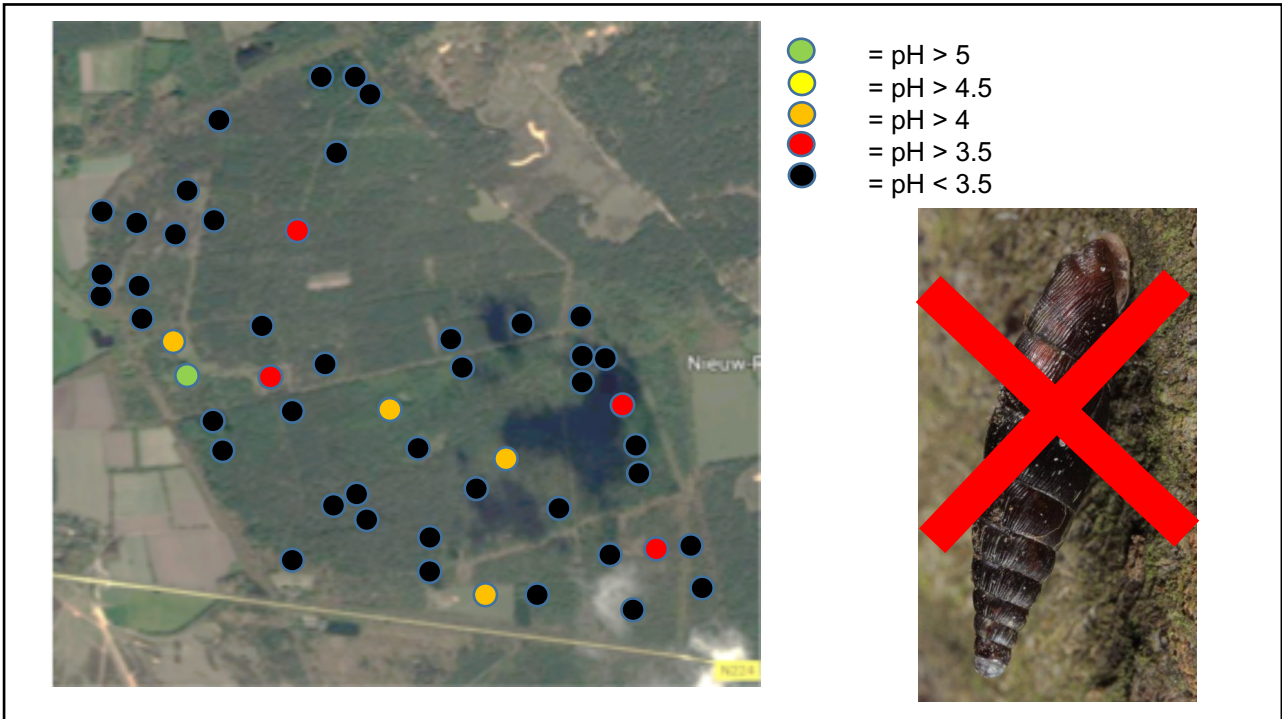 = pH > 5
= pH > 4.5
= pH > 4
= pH > 3.5
= pH < 3.5
N224